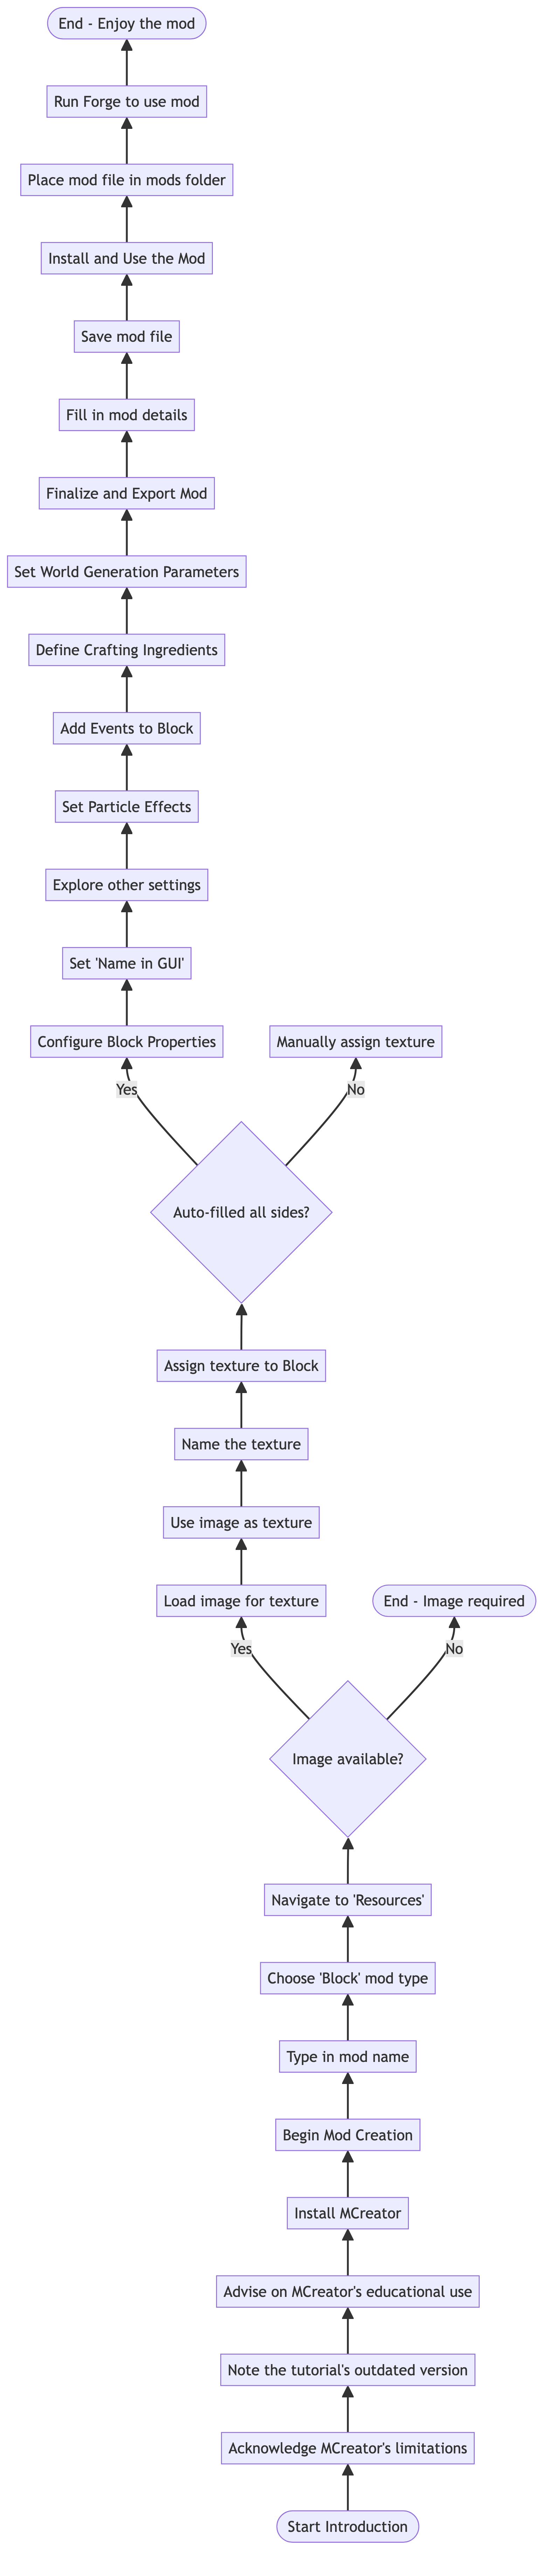 End - Enjoy the mod
Run Forge to use mod
Place mod file in mods folder
Install and Use the Mod
Save mod file
Fill in mod details
Finalize and Export Mod
Set World Generation Parameters
Define Crafting Ingredients
Add Events to Block
Set Particle Effects
Explore other settings
Set 'Name in GUI'
Configure Block Properties
Manually assign texture
Yes
No
Auto-filled all sides?
Assign texture to Block
Name the texture
Use image as texture
Load image for texture
End - Image required
Yes
No
Image available?
Navigate to 'Resources'
Choose 'Block' mod type
Type in mod name
Begin Mod Creation
Install MCreator
Advise on MCreator's educational use
Note the tutorial's outdated version
Acknowledge MCreator's limitations
Start Introduction